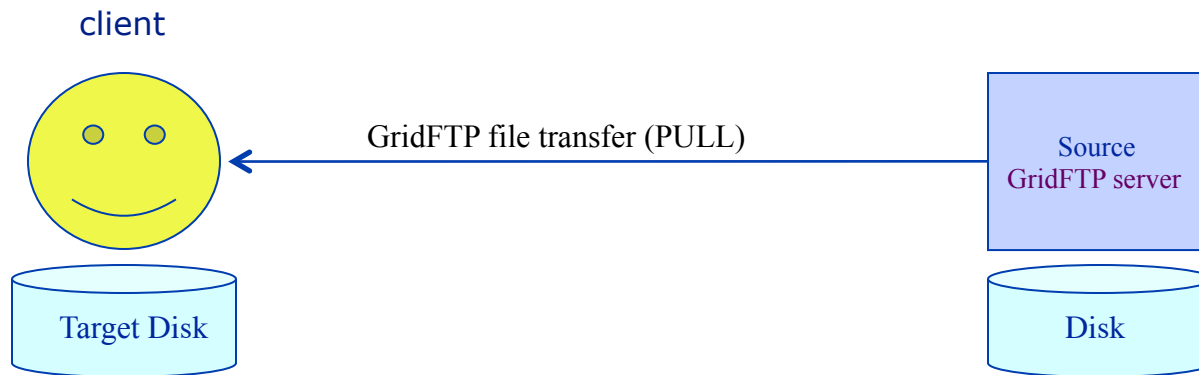 client
GridFTP file transfer (PULL)
Source
GridFTP server
Target Disk
Disk